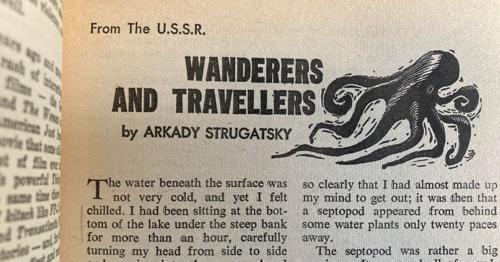 From The U.S.S.R.
WANDERERS
AND TRAVELLERS
by ARKADY STRUGATSKY
The water beneath the surface was
not very cold, and yet I felt
chilled. I had been sitting at the bot-
tom of the lake under the steep bank
for more than an hour, carefully
turning my head from side to side
so clearly that I had almost made up
my mind to get out; it was then that
a septopod appeared from behind
some water plants only twenty paces
away.
The septopod was rather a big